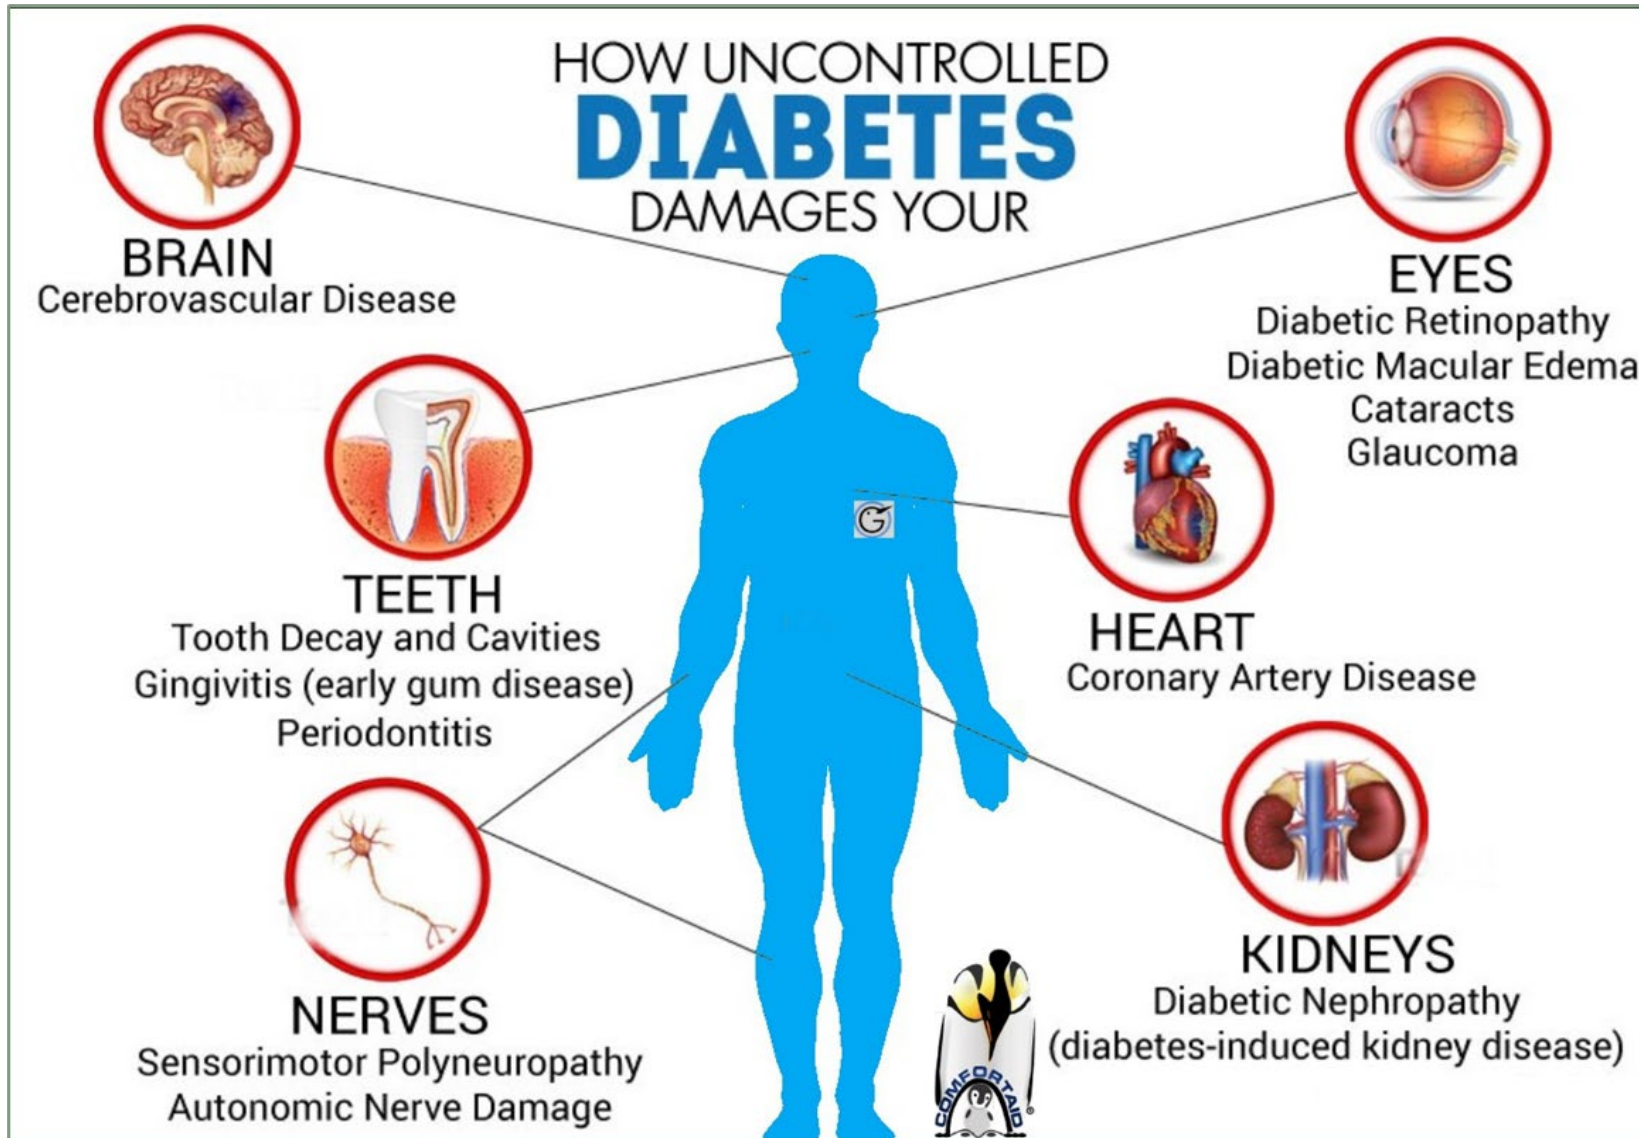 HOW UNCONTROLLED
DIABETES
DAMAGES YOUR
BRAIN
Cerebrovascular Disease
EYES
Diabetic Retinopathy
Diabetic Macular Edema
Cataracts
Glaucoma
TEETH
Tooth Decay and Cavities
Gingivitis (early gum disease)
Periodontitis
HEART
Coronary Artery Disease
G
NERVES
Sensorimotor Polyneuropathy
Autonomic Nerve Damage
KIDNEYS
Diabetic Nephropathy
(diabetes-induced kidney disease)
COMFORTAID®